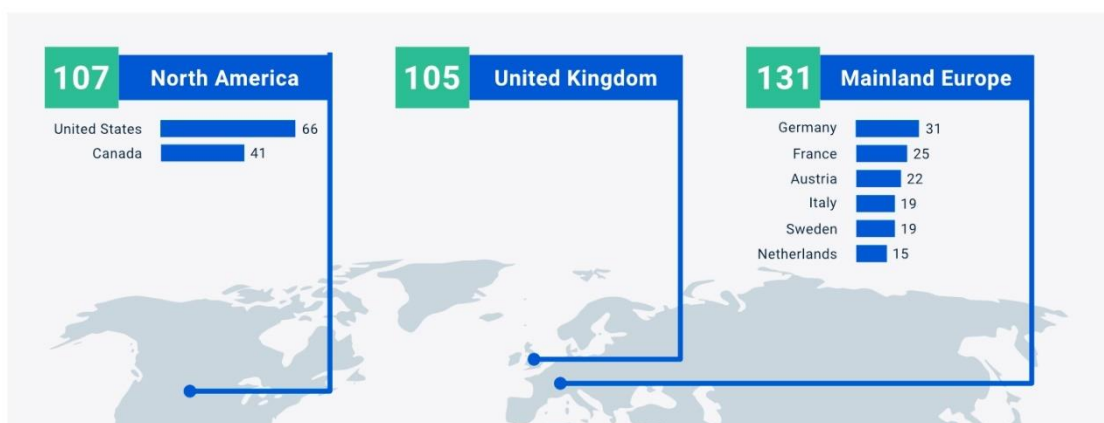 107 North America
United States 66
Canada 41
105 United Kingdom
131 Mainland Europe
Germany 31
France 25
Austria 22
Italy 19
Sweden 19
Netherlands 15